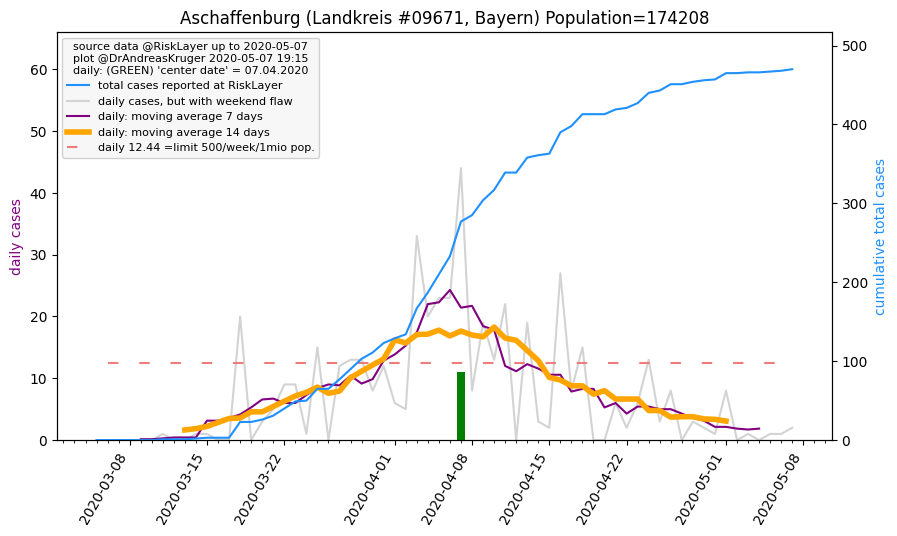 Aschaffenburg (Landkreis #09671, Bayern) Population=174208
source data @RiskLayer up to 2020-05-07
plot @DrAndreasKruger 2020-05-07 19:15
daily: (GREEN) 'center date' = 07.04.2020
total cases reported at RiskLayer
daily cases, but with weekend flaw
daily: moving average 7 days
daily: moving average 14 days
daily 12.44 =limit 500/week/1mio pop.
daily cases
60
50
40
30
20
10
0
cumulative total cases
500
400
300
200
100
0
2020-03-08
2020-03-15
2020-03-22
2020-04-01
2020-04-08
2020-04-15
2020-04-22
2020-05-01
2020-05-08